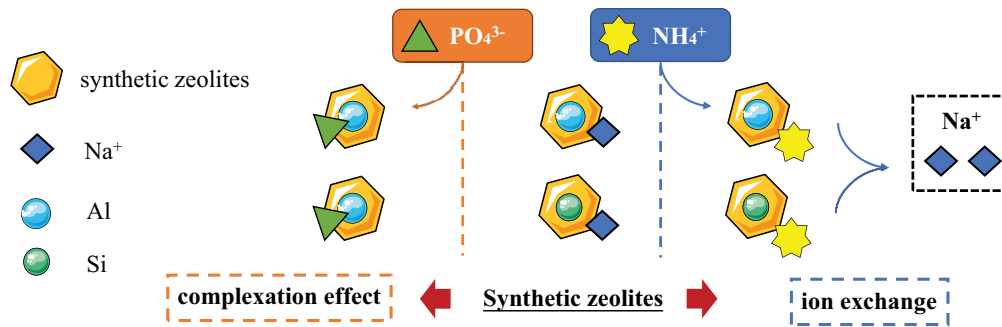 PO₄³⁻
NH₄⁺
synthetic zeolites
Na⁺
Na⁺
Al
Si
complexation effect
Synthetic zeolites
ion exchange